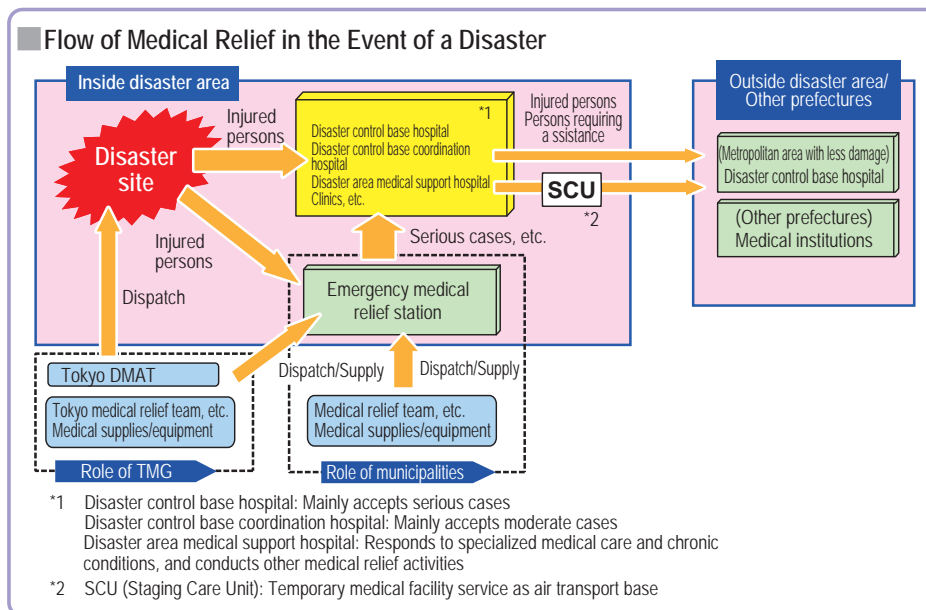 Flow of Medical Relief in the Event of a Disaster
Inside disaster area
Outside disaster area/
Other prefectures
Disaster
site
Injured
persons
*1
Disaster control base hospital
Disaster control base coordination
hospital
Disaster area medical support hospital
Clinics, etc.
Injured persons
Persons requiring
a ssistance
SCU
*2
(Metropolitan area with less damage)
Disaster control base hospital
(Other prefectures)
Medical institutions
Injured
persons
Serious cases, etc.
Dispatch
Emergency medical
relief station
Dispatch/Supply
Dispatch/Supply
Tokyo DMAT
Tokyo medical relief team, etc.
Medical supplies/equipment
Role of TMG
Medical relief team, etc.
Medical supplies/equipment
Role of municipalities
*1 Disaster control base hospital: Mainly accepts serious cases
Disaster control base coordination hospital: Mainly accepts moderate cases
Disaster area medical support hospital: Responds to specialized medical care and chronic
conditions, and conducts other medical relief activities
*2 SCU (Staging Care Unit): Temporary medical facility service as air transport base